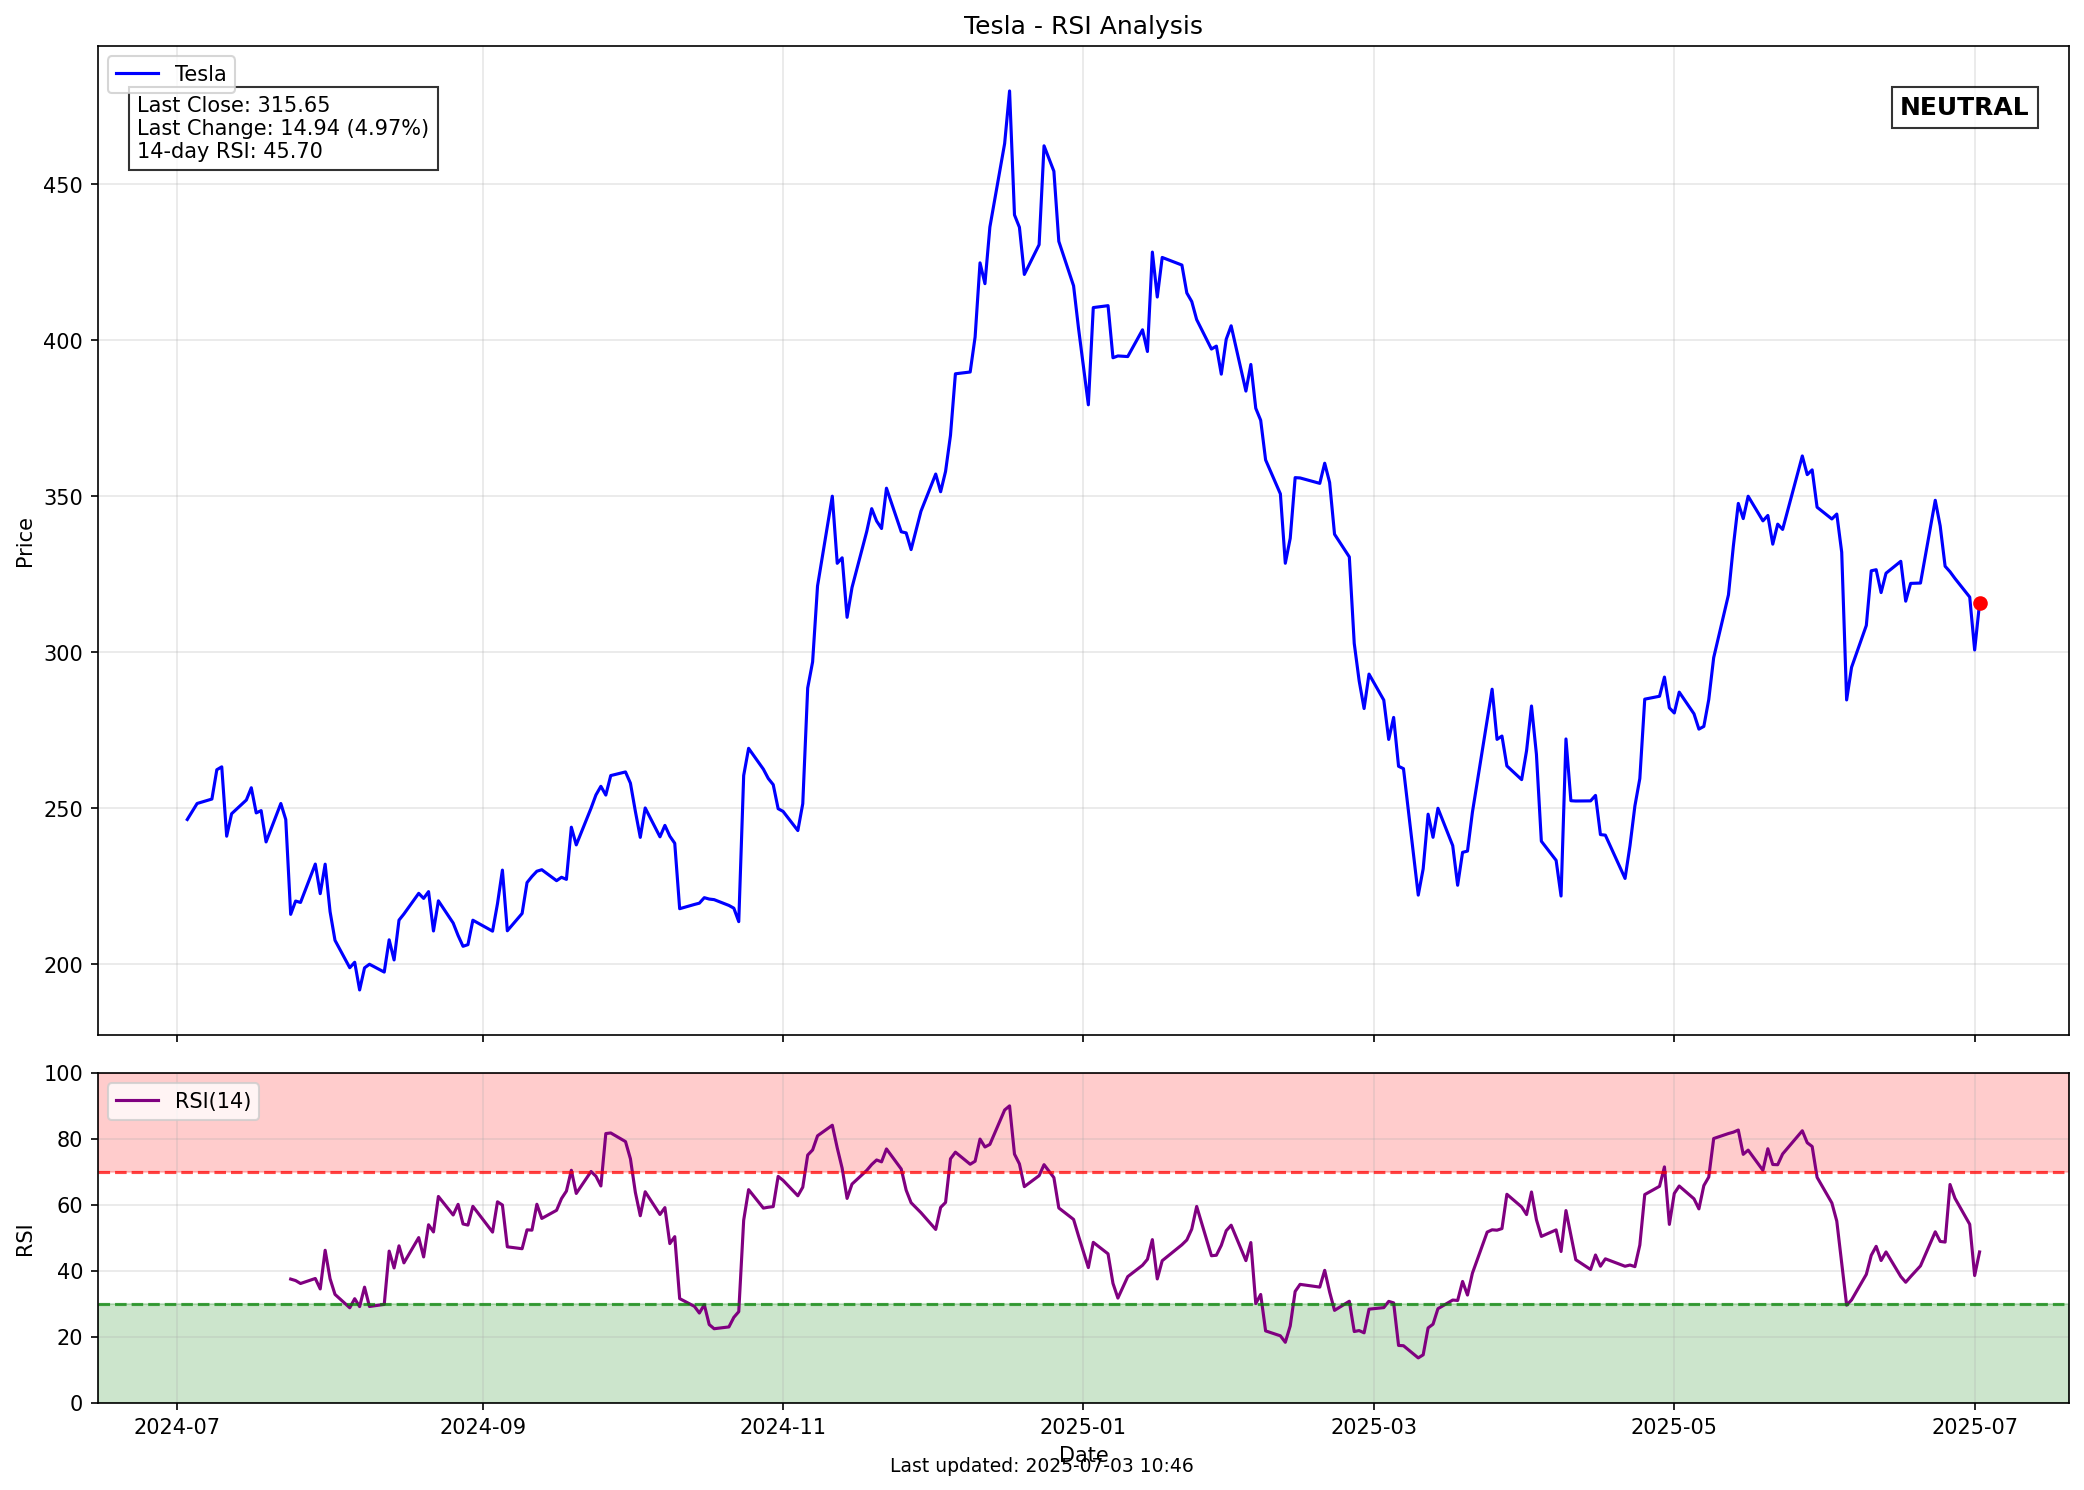 Tesla - RSI Analysis
Tesla
Last Close: 315.65
Last Change: 14.94 (4.97%)
14-day RSI: 45.70
NEUTRAL
Price
450
400
350
300
250
200
RSI(14)
RSI
100
80
60
40
20
0
2024-07
2024-09
2024-11
2025-01
2025-03
2025-05
2025-07
Date
Last updated: 2025-07-03 10:46